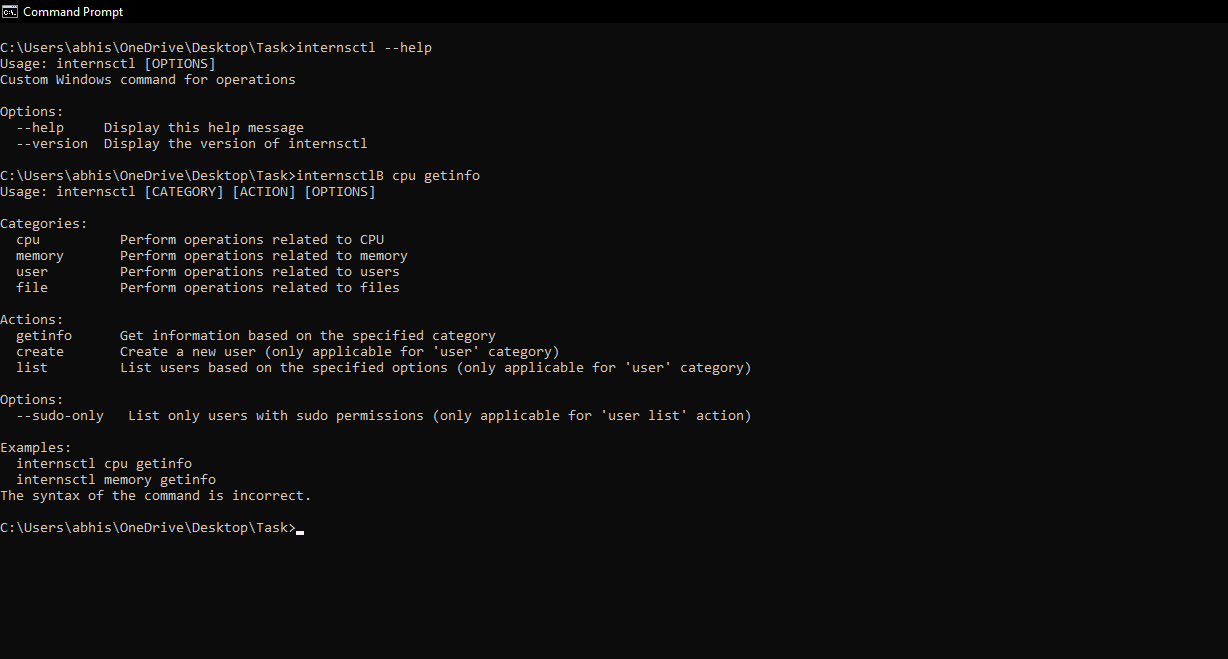 Command Prompt
C:\Users\abhis\OneDrive\Desktop\Task>internsctl --help
Usage: internsctl [OPTIONS]
Custom Windows command for operations
Options:
  --help     Display this help message
  --version  Display the version of internsctl
C:\Users\abhis\OneDrive\Desktop\Task>internsctlB cpu getinfo
Usage: internsctl [CATEGORY] [ACTION] [OPTIONS]
Categories:
  cpu          Perform operations related to CPU
  memory       Perform operations related to memory
  user         Perform operations related to users
  file         Perform operations related to files
Actions:
  getinfo      Get information based on the specified category
  create       Create a new user (only applicable for 'user' category)
  list         List users based on the specified options (only applicable for 'user' category)
Options:
  --sudo-only   List only users with sudo permissions (only applicable for 'user list' action)
Examples:
  internsctl cpu getinfo
  internsctl memory getinfo
The syntax of the command is incorrect.
C:\Users\abhis\OneDrive\Desktop\Task>